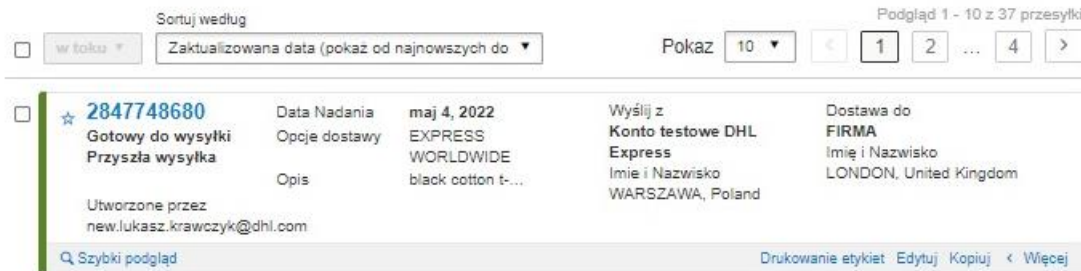 Sortuj według
Podgląd 1 - 10 z 37 przesyłki
w toku
Zaktualizowana data (pokaż od najnowszych do
Pokaz 10
1 2 ... 4
2847748680
Gotowy do wysyłki
Przyszła wysyłka
Utworzone przez
new.lukasz.krawczyk@dhl.com
Data Nadania maj 4, 2022
Opcje dostawy EXPRESS
WORLDWIDE
Opis black cotton t-...
Wyślij z
Konto testowe DHL
Express
Imie i Nazwisko
WARSZAWA, Poland
Dostawa do
FIRMA
Imię i Nazwisko
LONDON, United Kingdom
Szybki podgląd
Drukowanie etykiet Edytuj Kopiuj < Więcej